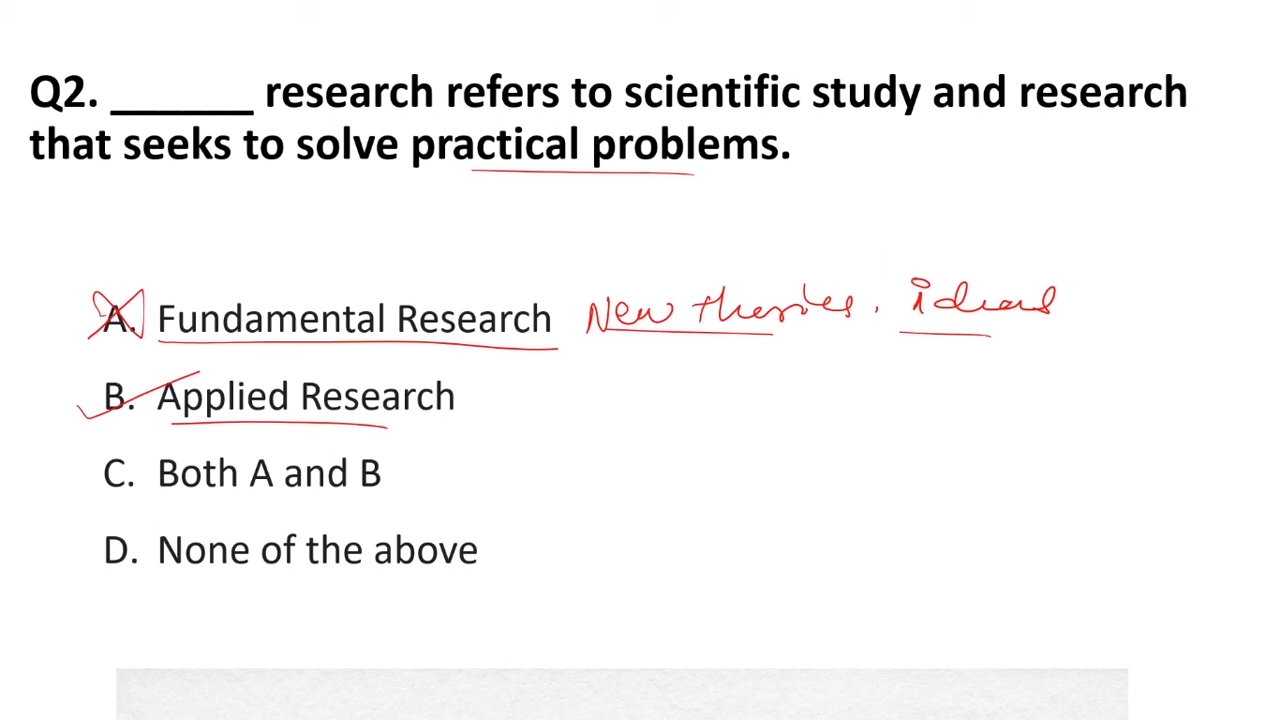 Q2. ______ research refers to scientific study and research
that seeks to solve practical problems.
A. Fundamental Research New theories. ideas
B. Applied Research
C. Both A and B
D. None of the above